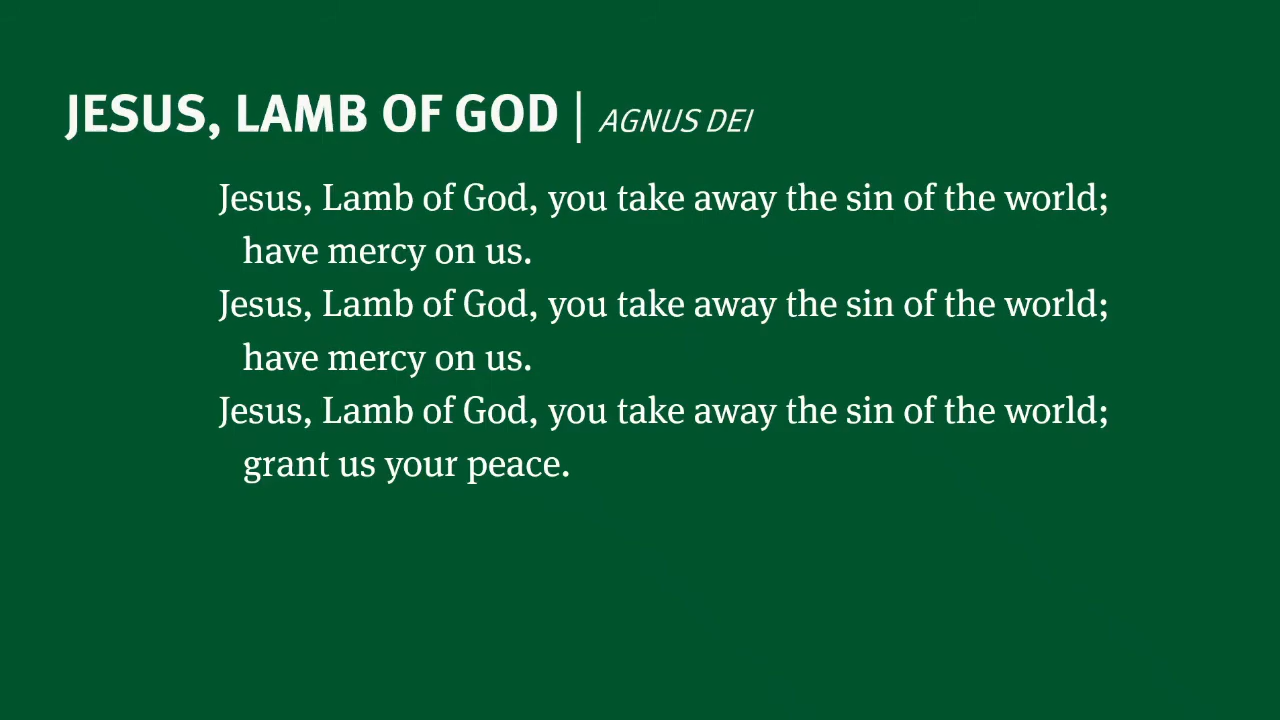 JESUS, LAMB OF GOD | AGNUS DEI
Jesus, Lamb of God, you take away the sin of the world;
have mercy on us.
Jesus, Lamb of God, you take away the sin of the world;
have mercy on us.
Jesus, Lamb of God, you take away the sin of the world;
grant us your peace.